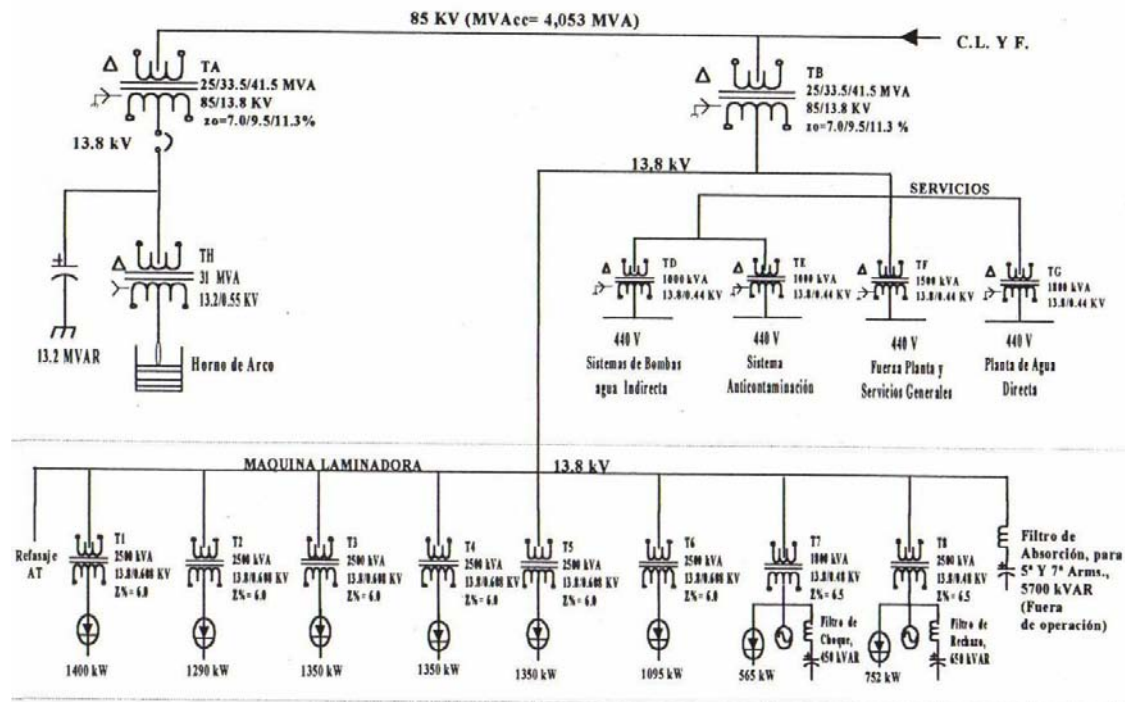 85 KV (MVAcc= 4,053 MVA)
C.L. Y F.
Δ
TA
25/33.5/41.5 MVA
85/13.8 KV
zo=7.0/9.5/11.3%
13.8 kV
Δ
TB
25/33.5/41.5 MVA
85/13.8 KV
zo=7.0/9.5/11.3 %
13,8 kV
SERVICIOS
Δ
TH
31 MVA
13.2/0.55 KV
13.2 MVAR
Horno de Arco
Δ
TD
1000 kVA
13.8/0.44 KV
440 V
Sistemas de Bombas
agua Indirecta
Δ
TE
1000 kVA
13.8/0.44 KV
440 V
Sistema
Anticontaminación
Δ
TF
1500 kVA
13.8/0.44 KV
440 V
Fuerza Planta y
Servicios Generales
Δ
TG
1800 kVA
13.8/0.44 KV
440 V
Planta de Agua
Directa
MAQUINA LAMINADORA
13.8 kV
Refasaje
AT
T1
2500 kVA
13.8/0.608 KV
Z% = 6.0
1400 kW
T2
2500 kVA
13.8/0.608 KV
Z% = 6.0
1290 kW
T3
2500 kVA
13.8/0.608 KV
Z% = 6.0
1350 kW
T4
2500 kVA
13.8/0.608 KV
Z% = 6.0
1350 kW
T5
2500 kVA
13.8/0.608 KV
Z% = 6.0
1350 kW
T6
2500 kVA
13.8/0.608 KV
Z% = 6.0
1095 kW
T7
1800 kVA
13.8/0.48 KV
Z% = 6.5
565 kW
Filtro de
Choque,
450 kVAR
T8
2500 kVA
13.8/0.48 KV
Z% = 6.5
752 kW
Filtro de
Rechazo,
650 kVAR
Filtro de
Absorción, para
5ª Y 7ª Arms.,
5700 kVAR
(Fuera
de operación)